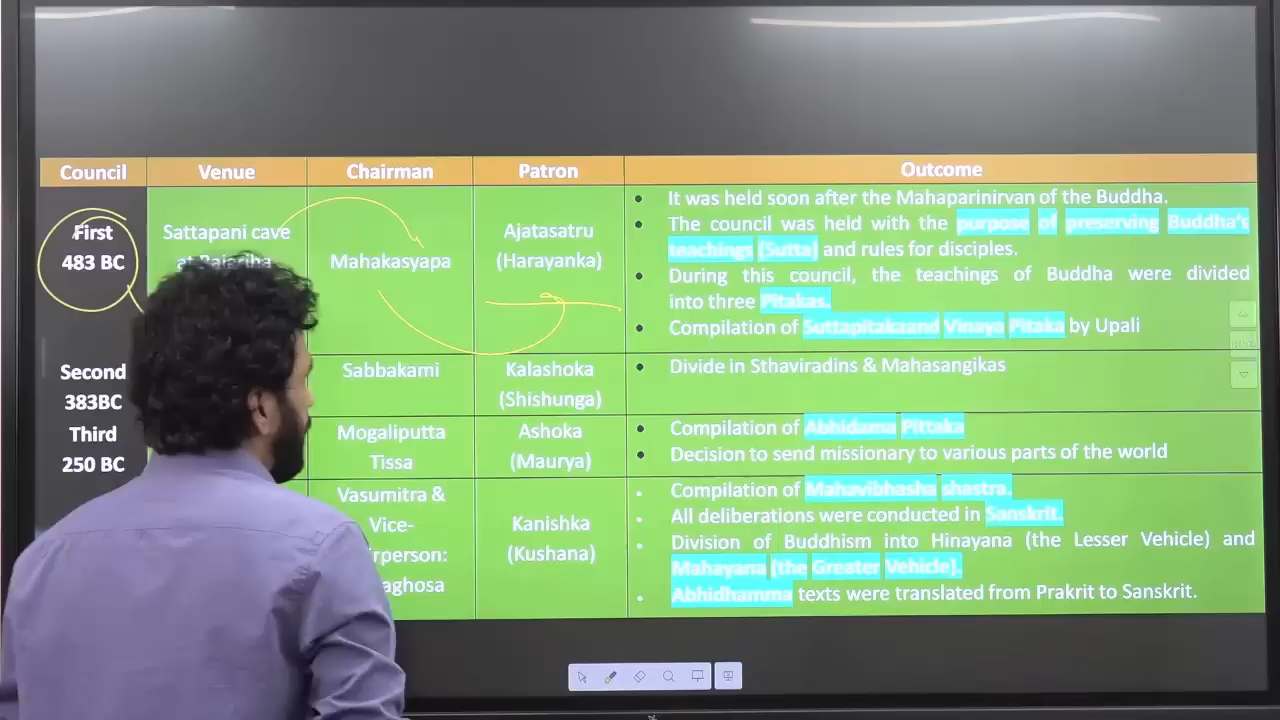 Council Venue Chairman Patron Outcome
First
483 BC
Sattapani cave
at Rajgriha
Mahakasyapa
Ajatasatru
(Harayanka)
It was held soon after the Mahaparinirvan of the Buddha.
The council was held with the purpose of preserving Buddha's
teachings (Sutta) and rules for disciples.
During this council, the teachings of Buddha were divided
into three Pitakas.
Compilation of Suttapitakaand Vinaya Pitaka by Upali
Second
383BC
Sabbakami
Kalashoka
(Shishunga)
Divide in Sthaviradins & Mahasangikas
Third
250 BC
Mogaliputta
Tissa
Ashoka
(Maurya)
Compilation of Abhidama Pittaka
Decision to send missionary to various parts of the world
Vasumitra &
Vice-
Kanishka
(Kushana)
Compilation of Mahavibhasha shastra.
All deliberations were conducted in Sanskrit.
Division of Buddhism into Hinayana (the Lesser Vehicle) and
Mahayana (the Greater Vehicle).
Abhidhamma texts were translated from Prakrit to Sanskrit.